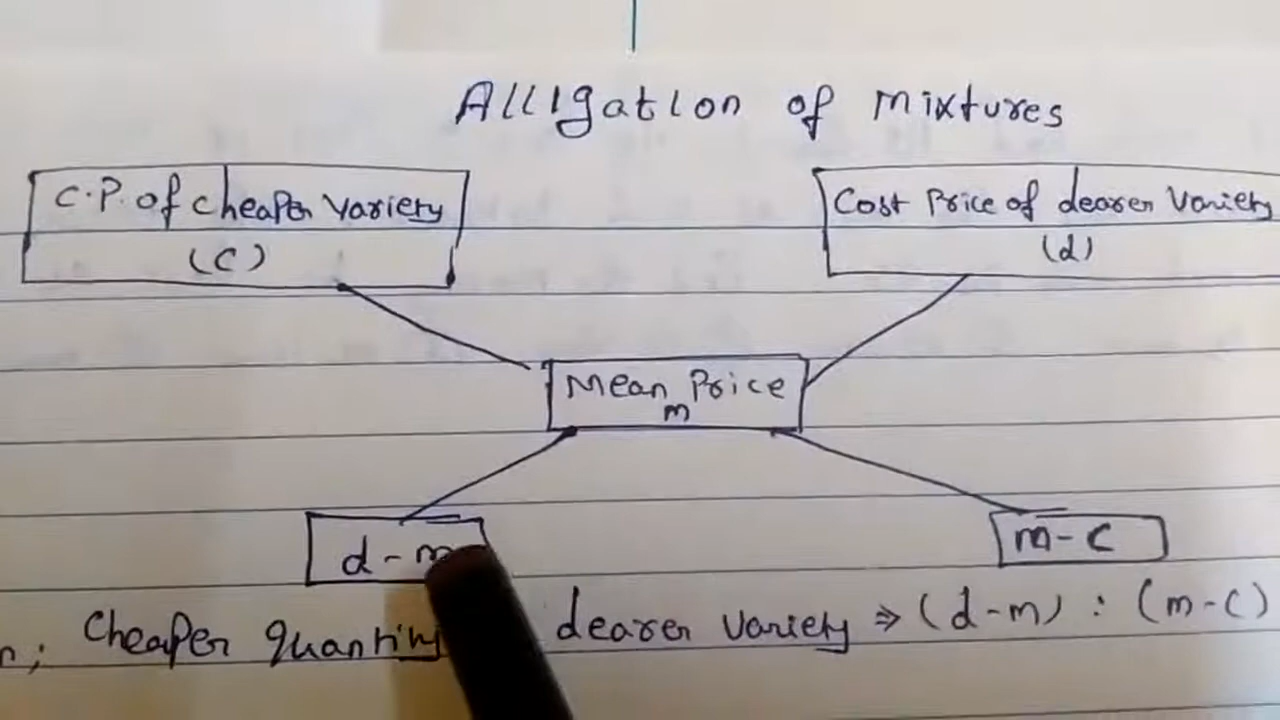 Alligation of mixtures
C.P. of cheaper variety
(C)
Cost Price of dearer Variety
(d)
Mean Price
m
d - m
m - c
Cheaper quantity dearer variety ⇒ (d-m) : (m-c)